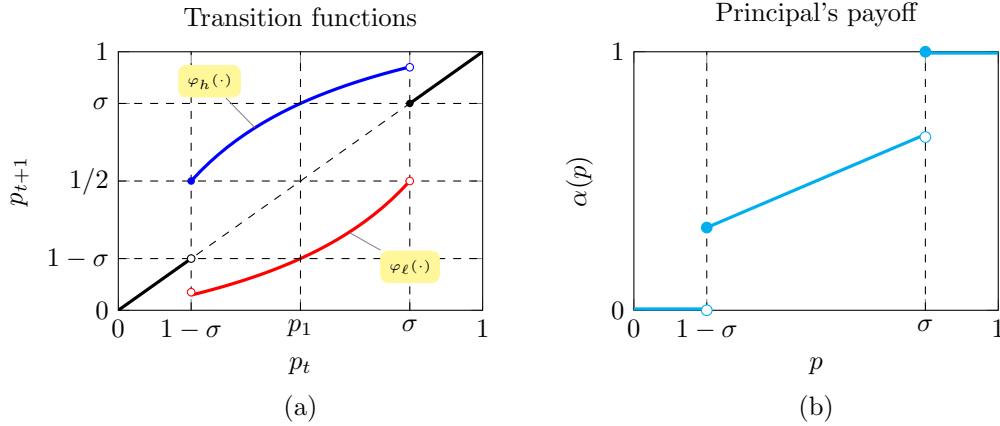 Transition functions
1
σ
1/2
1 − σ
0
p_{t+1}
φ_h(·)
φ_ℓ(·)
0
1 − σ
p_1
σ
1
p_t
(a)
Principal's payoff
1
0
α(p)
0
1 − σ
σ
1
p
(b)